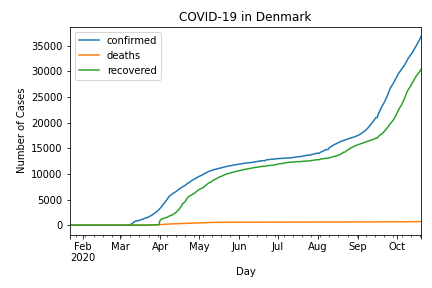 COVID-19 in Denmark
confirmed
deaths
recovered
Number of Cases
35000
30000
25000
20000
15000
10000
5000
0
Feb Mar Apr May Jun Jul Aug Sep Oct
2020
Day